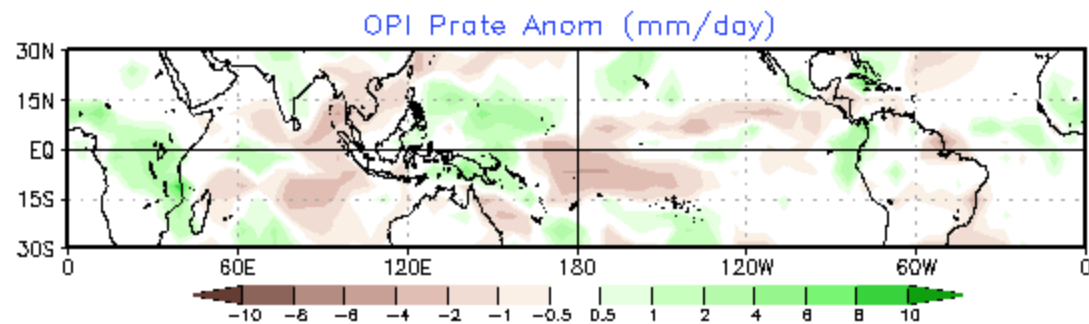 OPI Prate Anom (mm/day)
30N
15N
EQ
15S
30S
0 60E 120E 180 120W 60W 0
-10 -8 -6 -4 -2 -1 -0.5 0.5 1 2 4 6 8 10